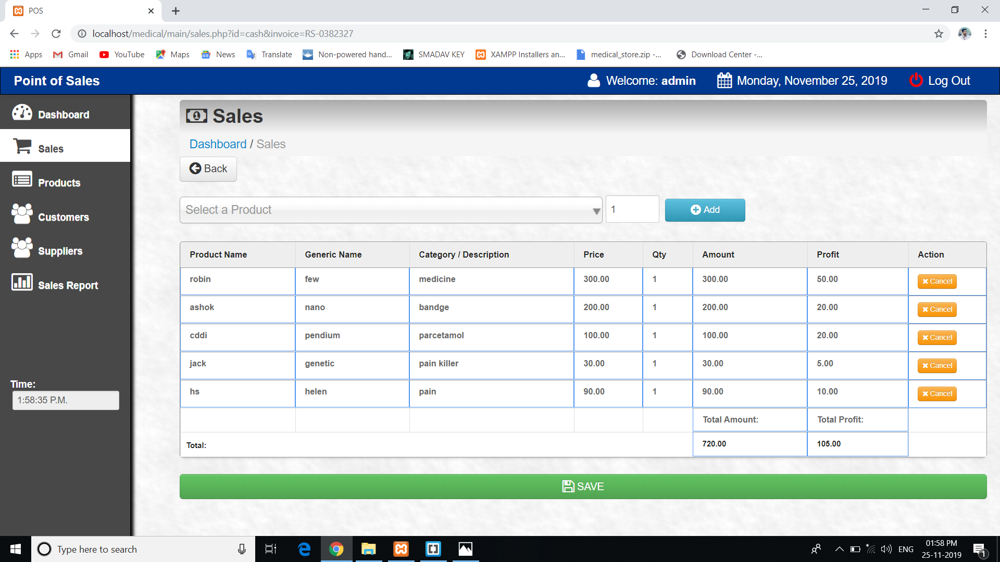 POS
localhost/medical/main/sales.php?id=cash&invoice=RS-0382327
Apps Gmail YouTube Maps News Translate Non-powered hand... SMADAV KEY XAMPP Installers an... medical_store.zip -... Download Center -...
Point of Sales Welcome: admin Monday, November 25, 2019 Log Out
Dashboard
Sales
Products
Customers
Suppliers
Sales Report
Time:
1:58:35 P.M.
Sales
Dashboard / Sales
Back
Select a Product 1 Add
Product Name Generic Name Category / Description Price Qty Amount Profit Action
robin few medicine 300.00 1 300.00 50.00 Cancel
ashok nano bandge 200.00 1 200.00 20.00 Cancel
cddi pendium parcetamol 100.00 1 100.00 20.00 Cancel
jack genetic pain killer 30.00 1 30.00 5.00 Cancel
hs helen pain 90.00 1 90.00 10.00 Cancel
Total Amount: Total Profit:
Total: 720.00 105.00
SAVE
Type here to search ENG 01:58 PM
25-11-2019 1